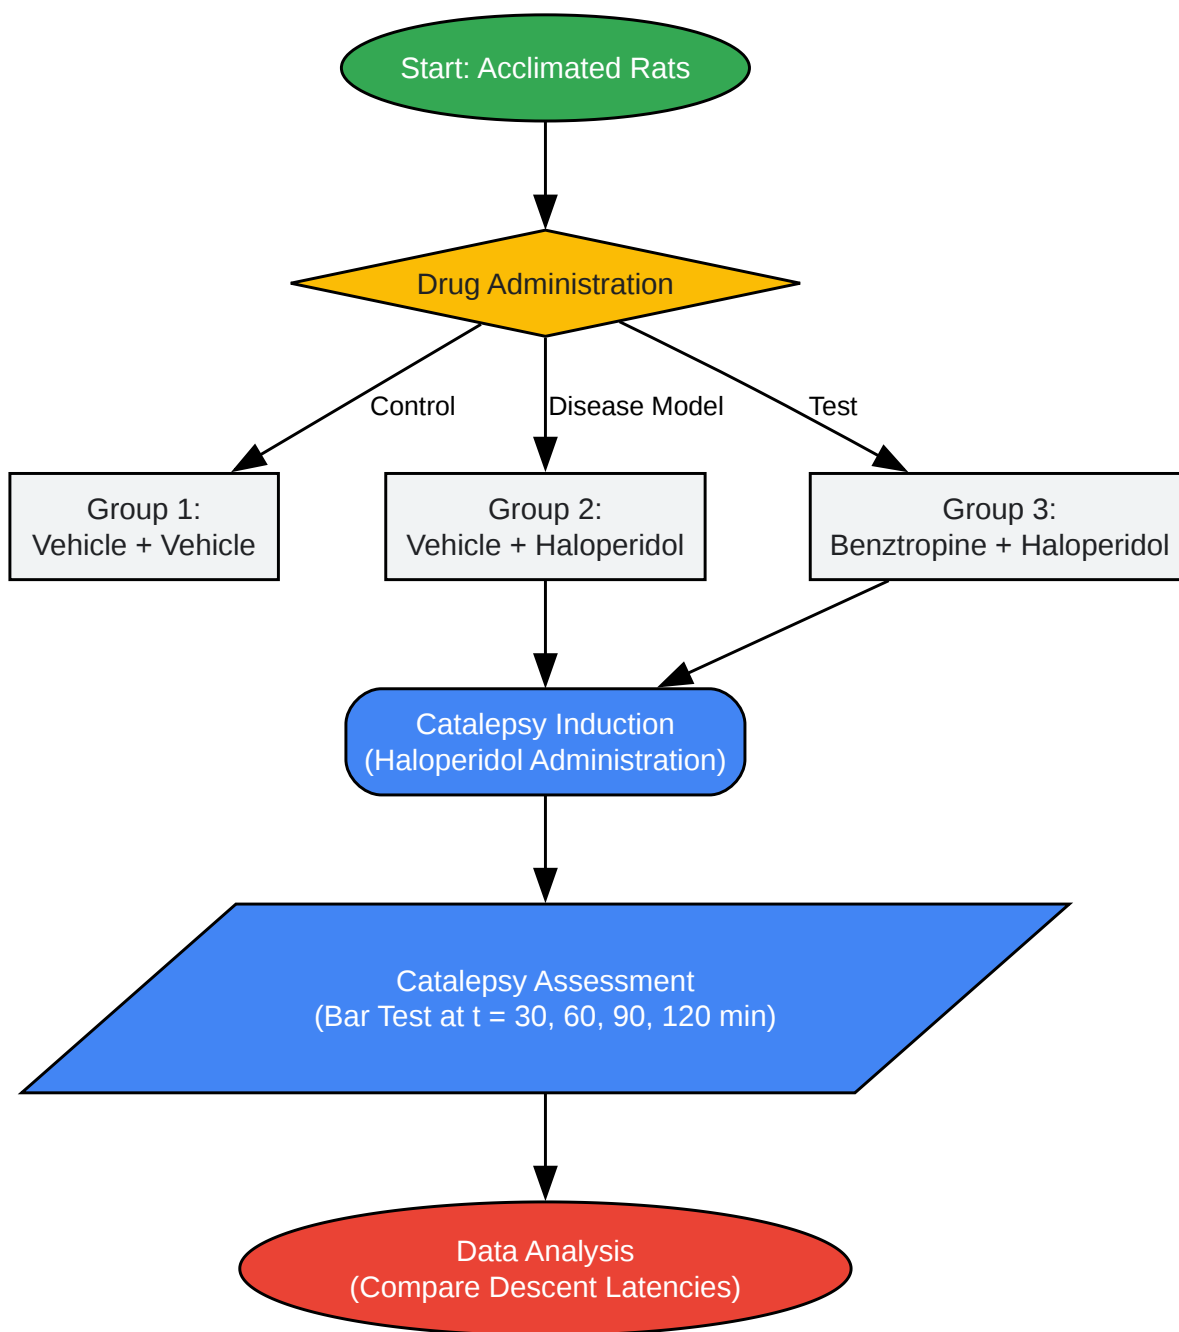 Start: Acclimated Rats
Drug Administration
Control
Disease Model
Test
Group 1:
Vehicle + Vehicle
Group 2:
Vehicle + Haloperidol
Group 3:
Benztropine + Haloperidol
Catalepsy Induction
(Haloperidol Administration)
Catalepsy Assessment
(Bar Test at t = 30, 60, 90, 120 min)
Data Analysis
(Compare Descent Latencies)